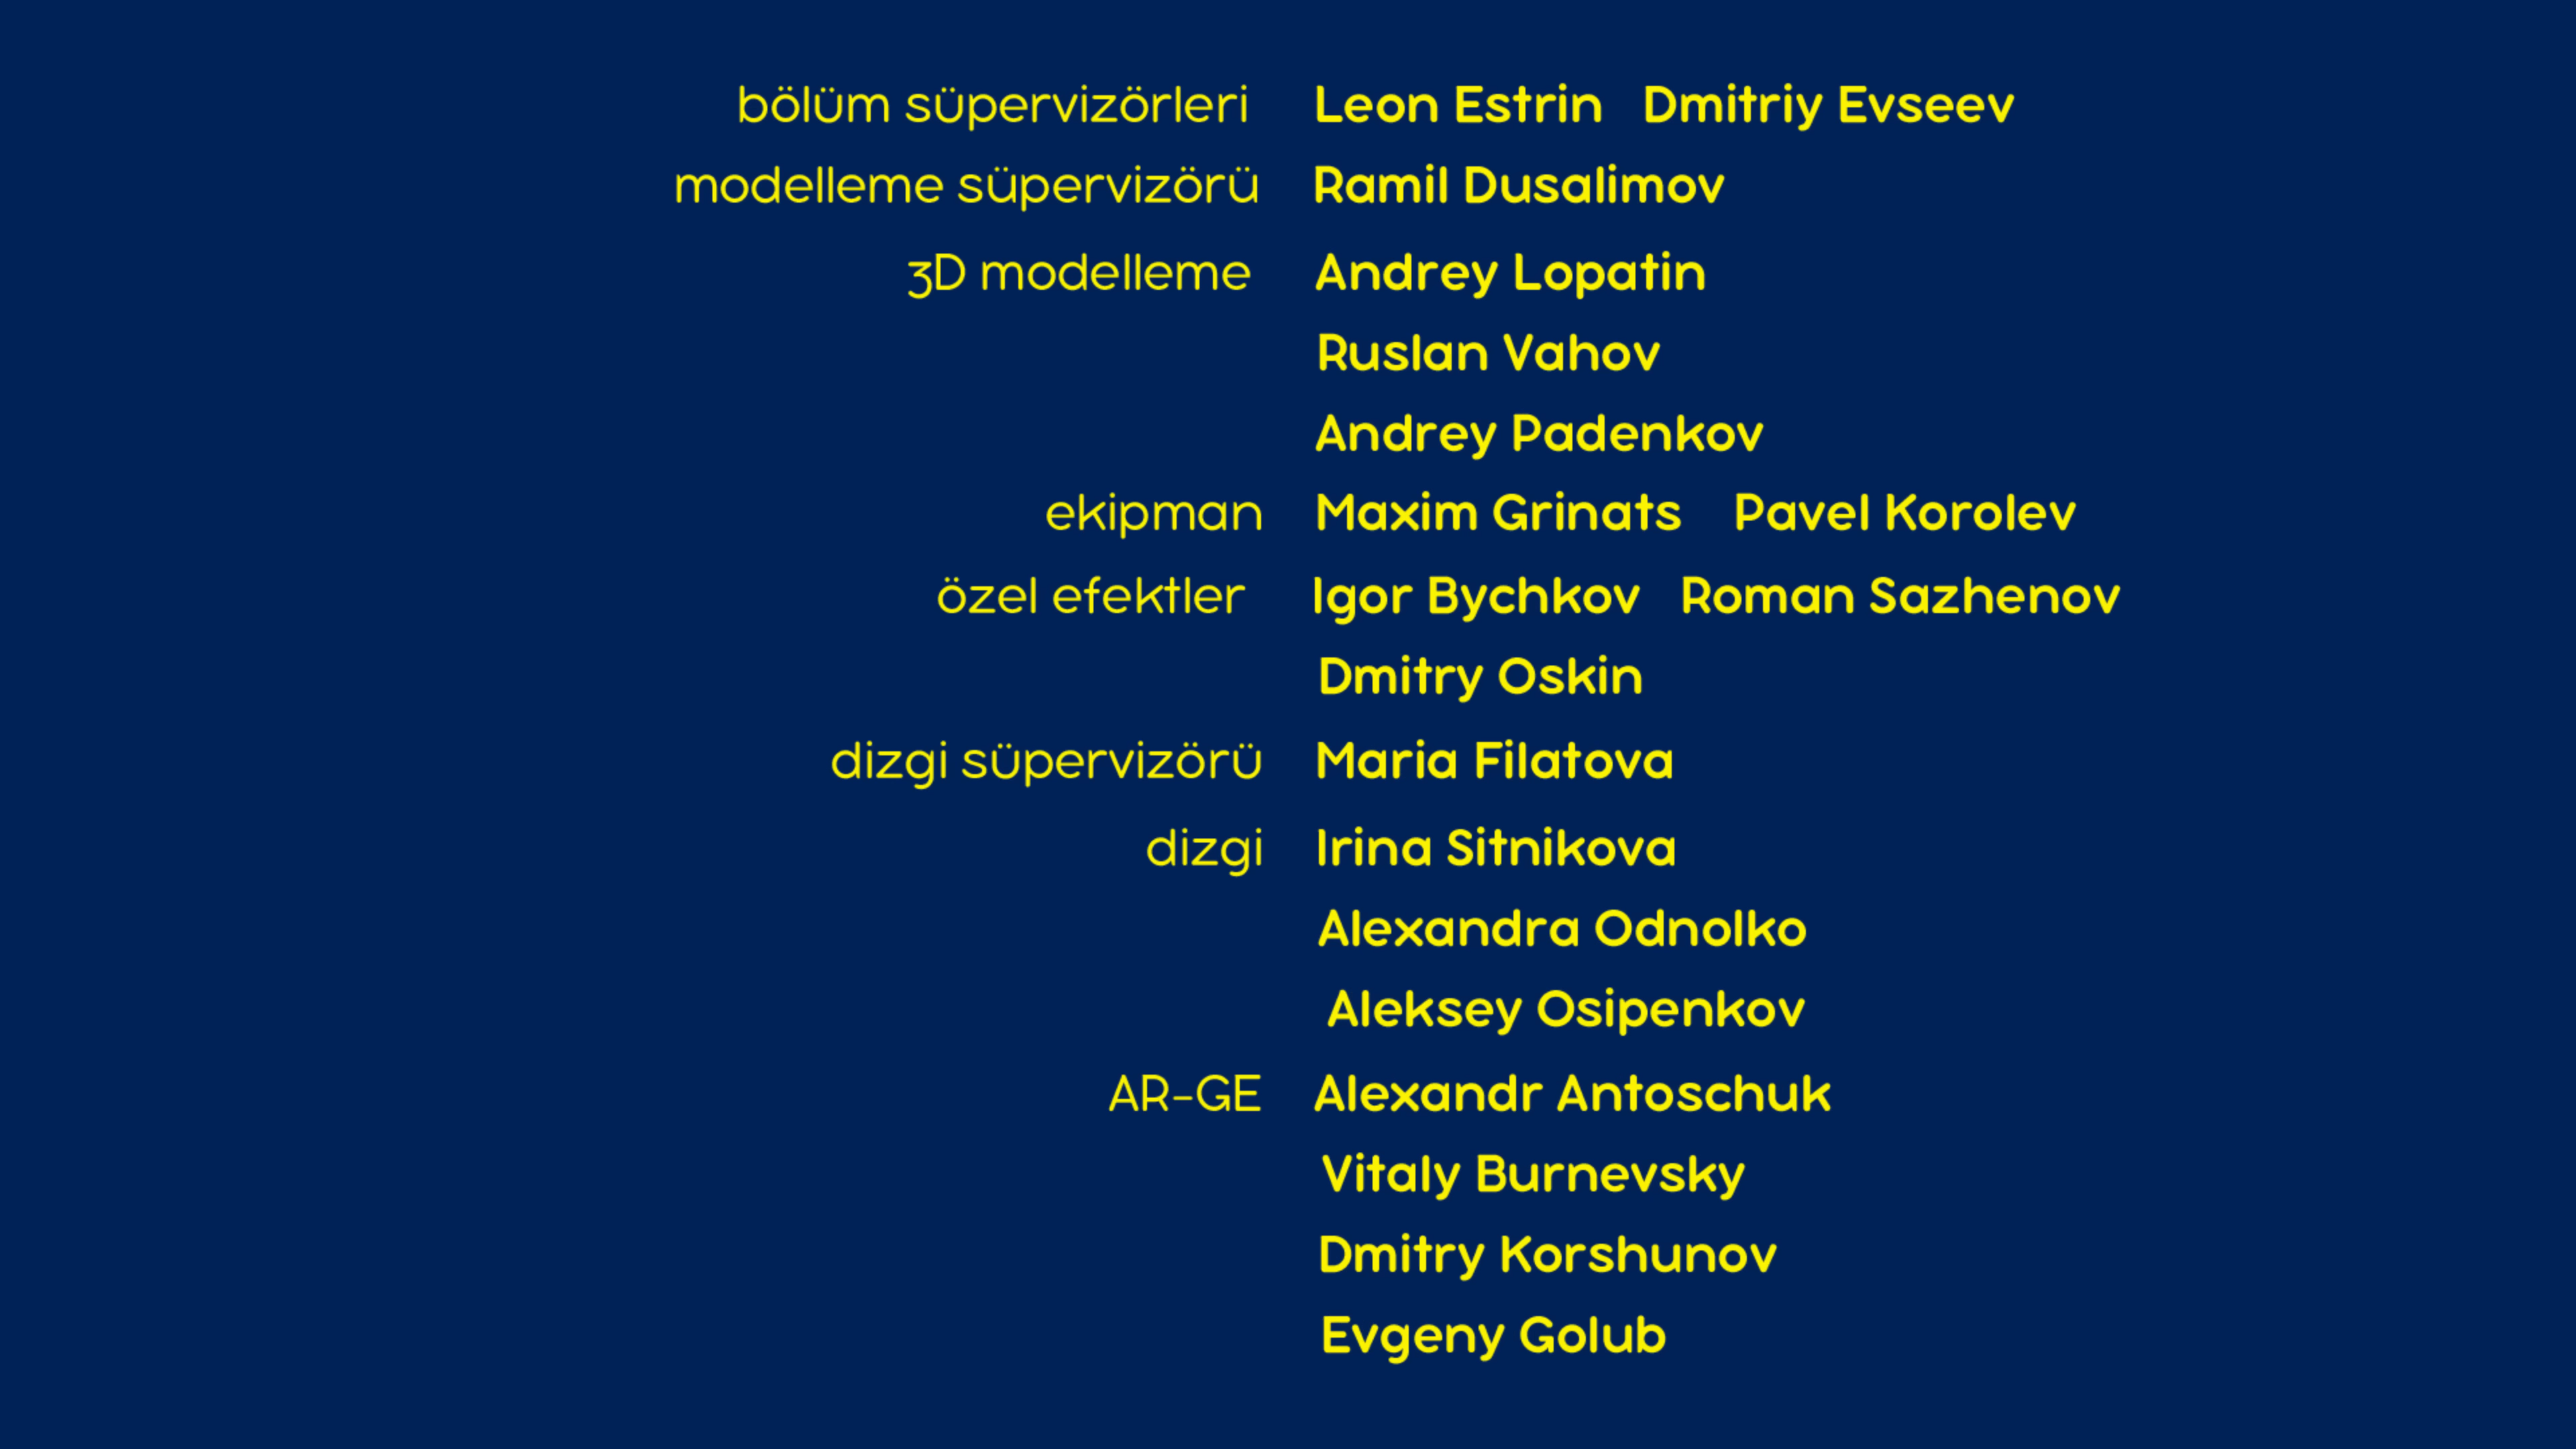 bölüm süpervizörleri Leon Estrin Dmitriy Evseev
modelleme süpervizörü Ramil Dusalimov
3D modelleme Andrey Lopatin
Ruslan Vahov
Andrey Padenkov
ekipman Maxim Grinats Pavel Korolev
özel efektler Igor Bychkov Roman Sazhenov
Dmitry Oskin
dizgi süpervizörü Maria Filatova
dizgi Irina Sitnikova
Alexandra Odnolko
Aleksey Osipenkov
AR-GE Alexandr Antoschuk
Vitaly Burnevsky
Dmitry Korshunov
Evgeny Golub